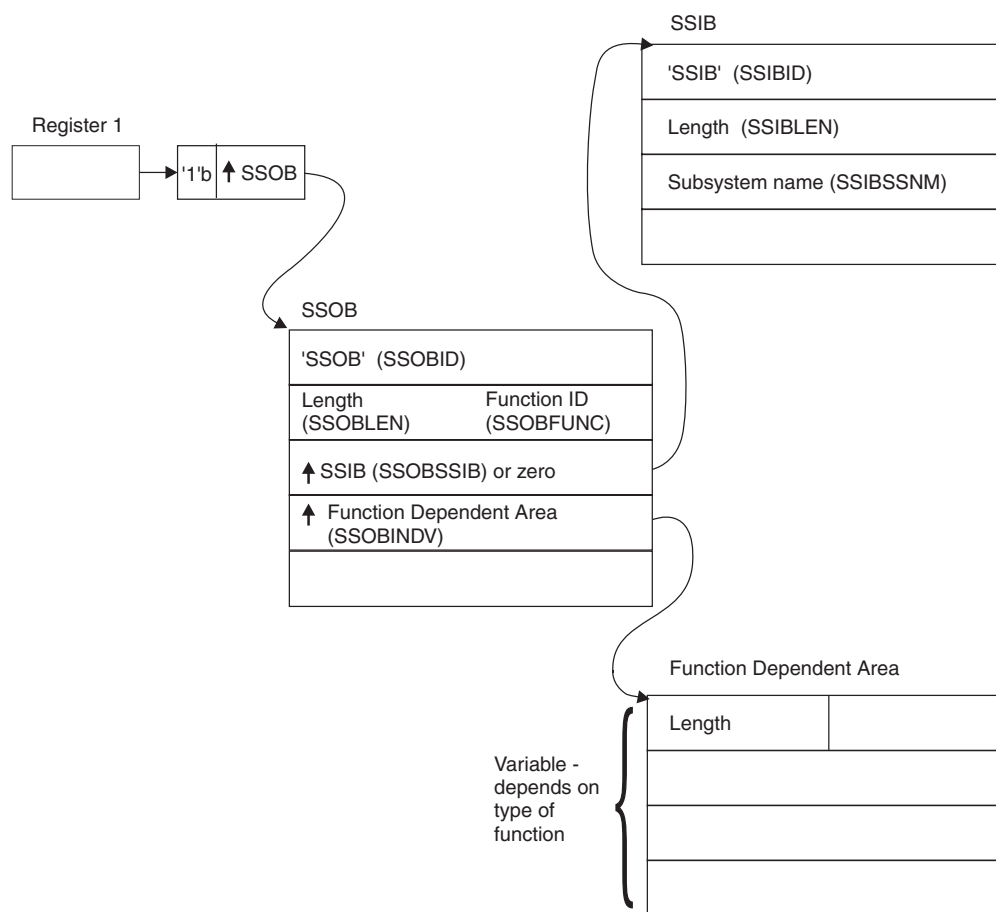 SSIB
'SSIB' (SSIBID)
Length (SSIBLEN)
Subsystem name (SSIBSSNM)
Register 1
'1'b ↑ SSOB
SSOB
'SSOB' (SSOBID)
Length Function ID
(SSOBLEN) (SSOBFUNC)
↑ SSIB (SSOBSSIB) or zero
↑ Function Dependent Area
(SSOBINDV)
Function Dependent Area
Length
Variable -
depends on
type of
function